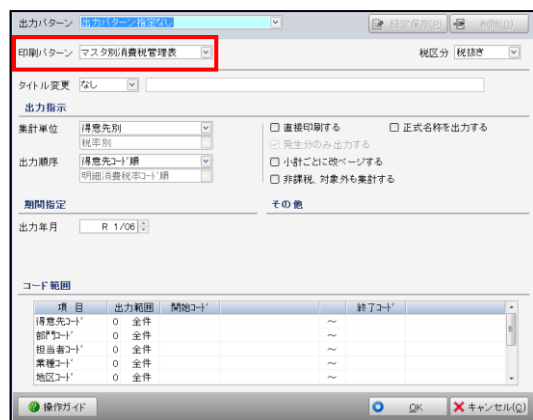 出力パターン 出力パターン指定なし 設定保存(E) 削除(D)
印刷パターン マスタ別消費税管理表 税区分 税抜き
タイトル変更 なし
出力指示
集計単位 得意先別 直接印刷する 正式名称を出力する
税率別 発生分のみ出力する
出力順序 得意先コード順 小計ごとに改ページする
明細消費税率コード順 非課税、対象外も集計する
期間指定 その他
出力年月 R 1/06
コード範囲
項 目 出力範囲 開始コード 終了コード
得意先コード 0 全件 ～
部門コード 0 全件 ～
担当者コード 0 全件 ～
業種コード 0 全件 ～
地区コード 0 全件 ～
操作ガイド OK キャンセル(C)